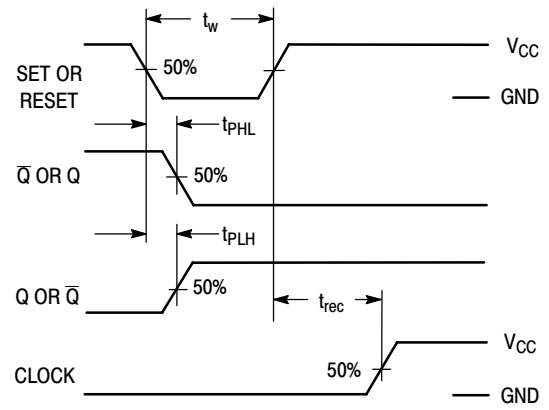 t_w
V_CC
50%
SET OR
RESET
GND
t_PHL
Q̅ OR Q
50%
t_PLH
Q OR Q̅
50%
t_rec
V_CC
50%
CLOCK
GND